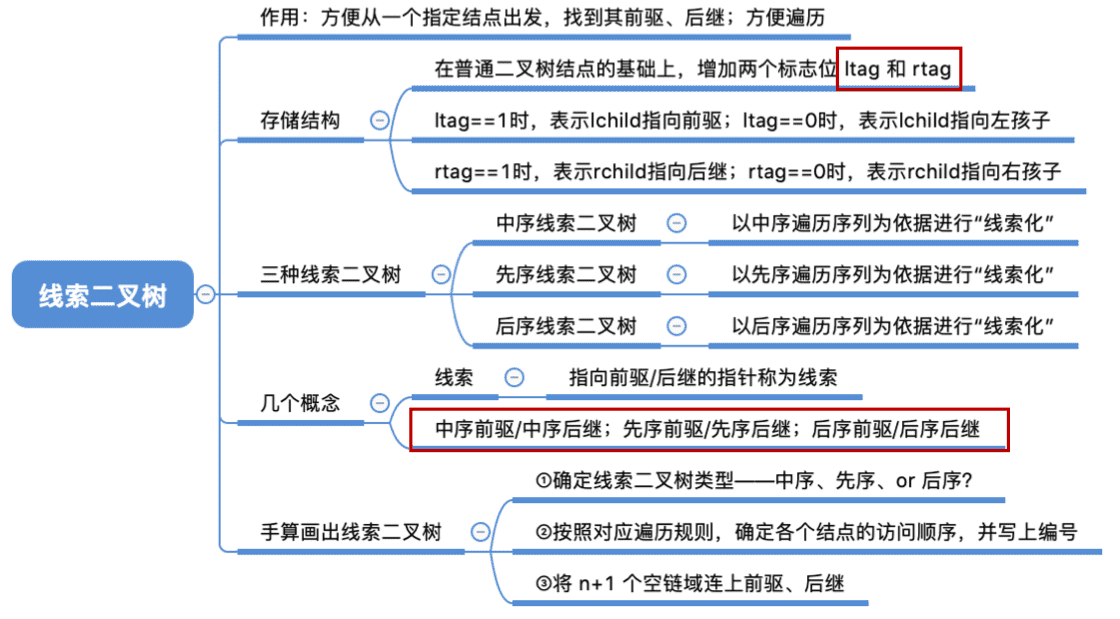 作用：方便从一个指定结点出发，找到其前驱、后继；方便遍历
在普通二叉树结点的基础上，增加两个标志位 ltag 和 rtag
存储结构
ltag==1时，表示lchild指向前驱；ltag==0时，表示lchild指向左孩子
rtag==1时，表示rchild指向后继；rtag==0时，表示rchild指向右孩子
中序线索二叉树
以中序遍历序列为依据进行“线索化”
三种线索二叉树
先序线索二叉树
以先序遍历序列为依据进行“线索化”
线索二叉树
后序线索二叉树
以后序遍历序列为依据进行“线索化”
线索
指向前驱/后继的指针称为线索
几个概念
中序前驱/中序后继；先序前驱/先序后继；后序前驱/后序后继
①确定线索二叉树类型——中序、先序、or 后序？
手算画出线索二叉树
②按照对应遍历规则，确定各个结点的访问顺序，并写上编号
③将 n+1 个空链域连上前驱、后继